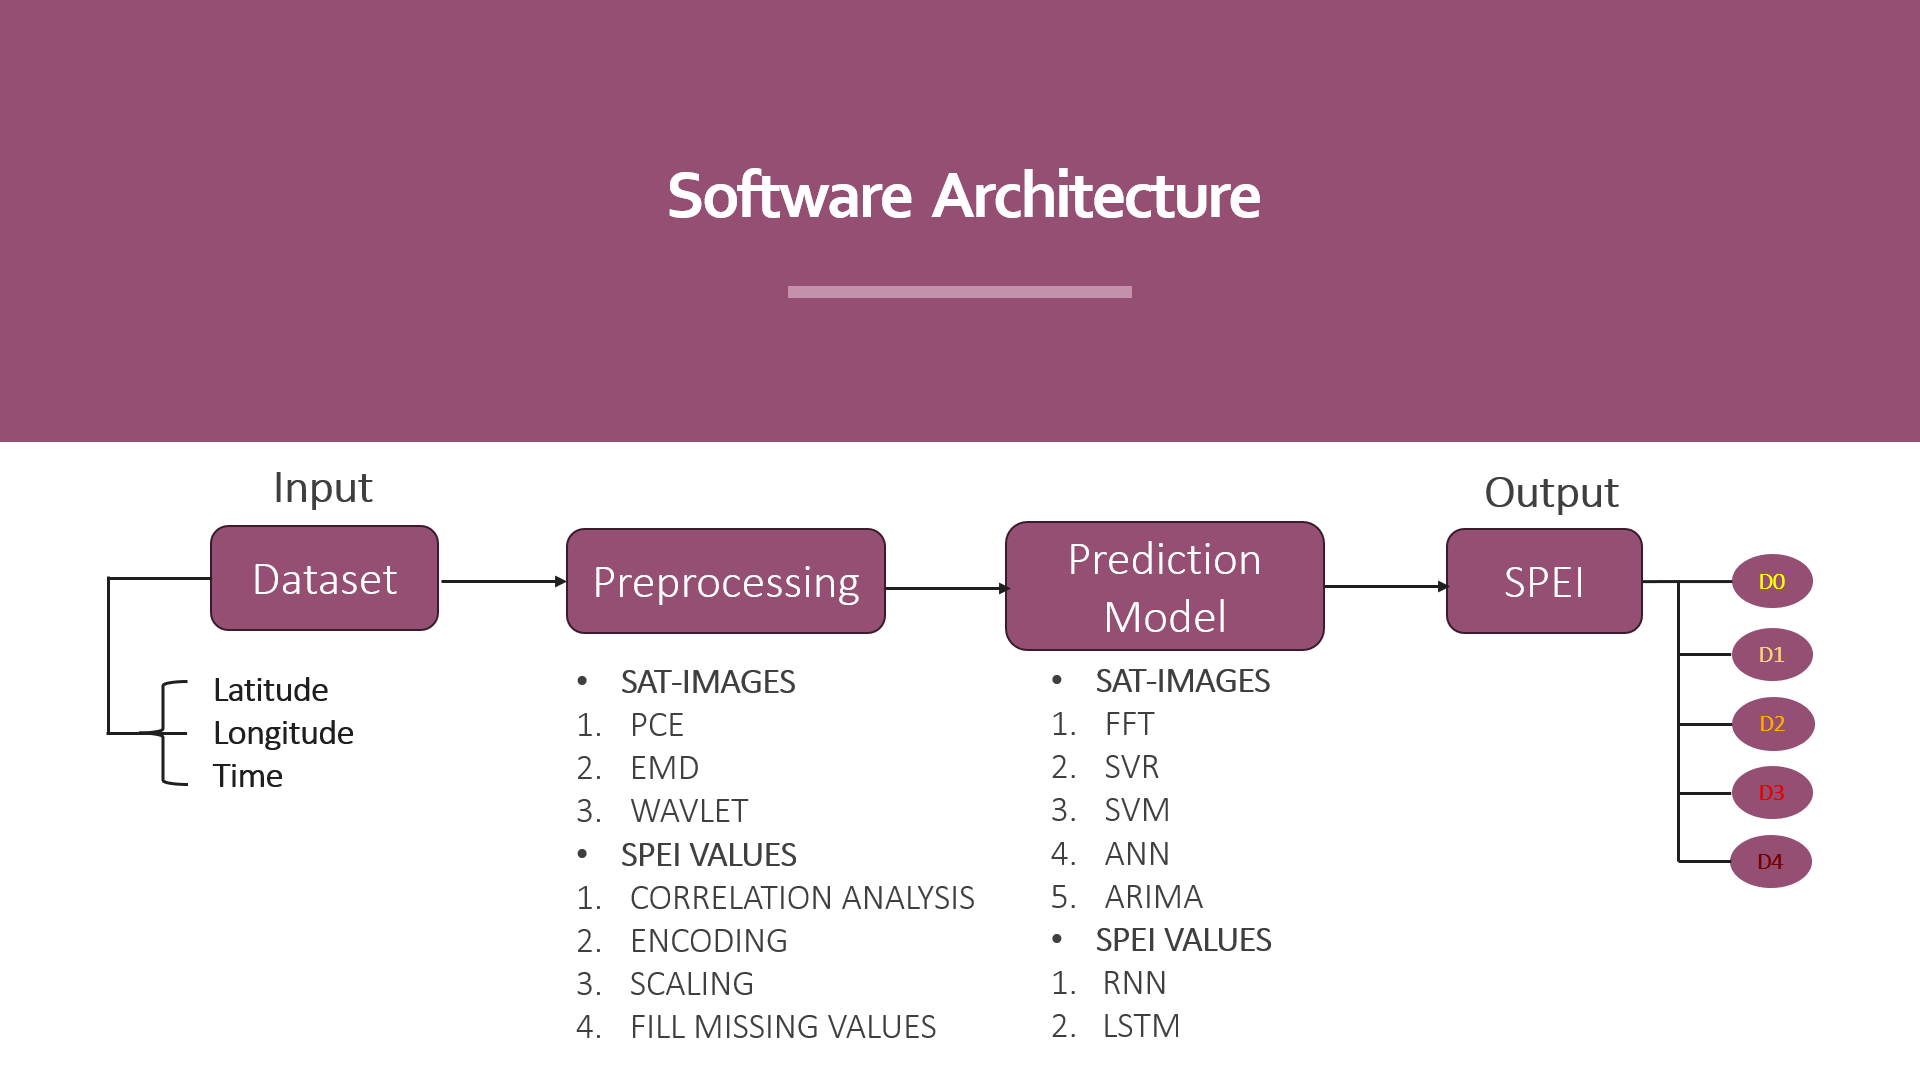 Software Architecture
Input
Dataset
Latitude
Longitude
Time
Preprocessing
• SAT-IMAGES
1. PCE
2. EMD
3. WAVLET
• SPEI VALUES
1. CORRELATION ANALYSIS
2. ENCODING
3. SCALING
4. FILL MISSING VALUES
Prediction
Model
• SAT-IMAGES
1. FFT
2. SVR
3. SVM
4. ANN
5. ARIMA
• SPEI VALUES
1. RNN
2. LSTM
Output
SPEI
D0
D1
D2
D3
D4